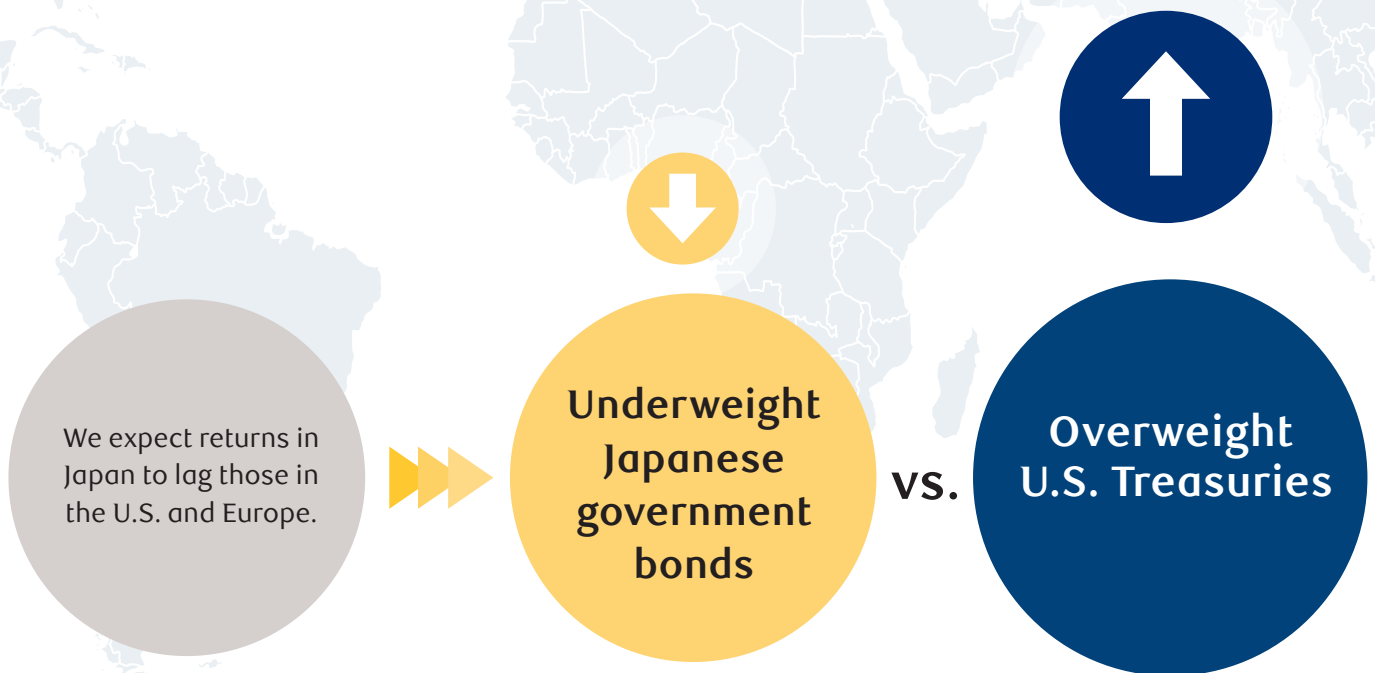 We expect returns in
Japan to lag those in
the U.S. and Europe.
Underweight
Japanese
government
bonds
vs.
Overweight
U.S. Treasuries